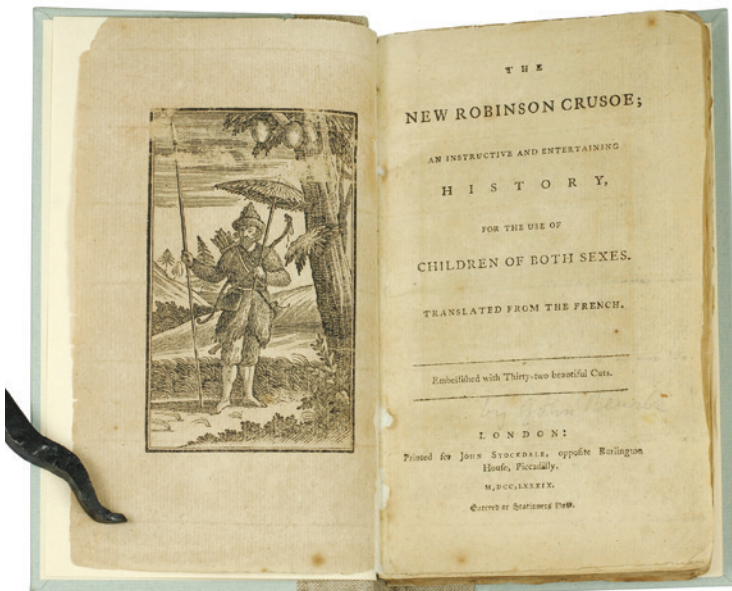 THE
NEW ROBINSON CRUSOE;
AN INSTRUCTIVE AND ENTERTAINING
HISTORY,
FOR THE USE OF
CHILDREN OF BOTH SEXES.
TRANSLATED FROM THE FRENCH.
Embellished with Thirty-two beautiful Cuts.
by John
LONDON:
Printed for JOHN STOCKDALE, opposite Burlington
House, Piccadilly.
M,DCC,LXXXIX.
Entered at Stationers